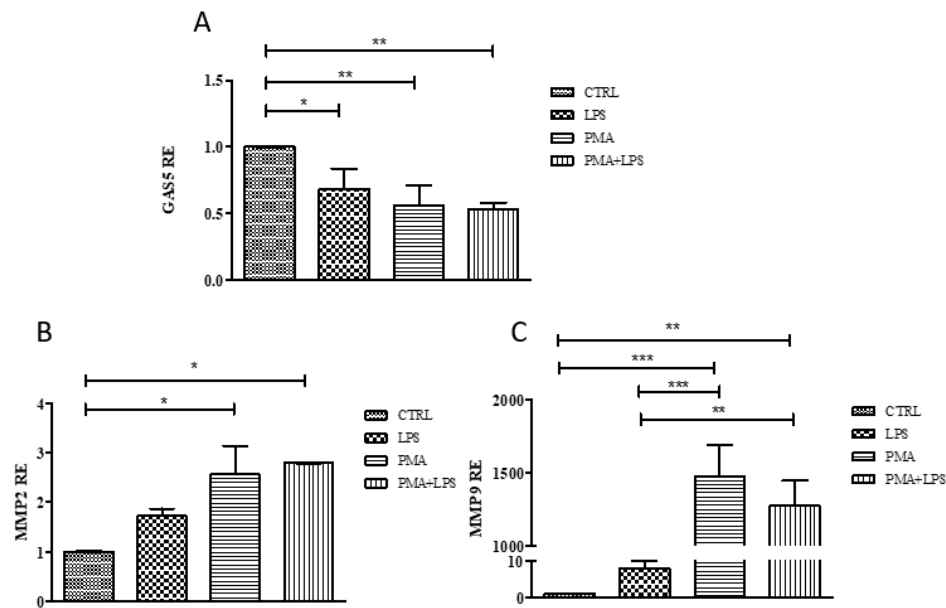 A
**
**
*
1.5
1.0
0.5
0.0
GAS5 RE
CTRL
LPS
PMA
PMA+LPS
B
*
*
4
3
2
1
0
MMP2 RE
CTRL
LPS
PMA
PMA+LPS
C
**
***
***
**
2000
1500
1000
10
0
MMP9 RE
CTRL
LPS
PMA
PMA+LPS